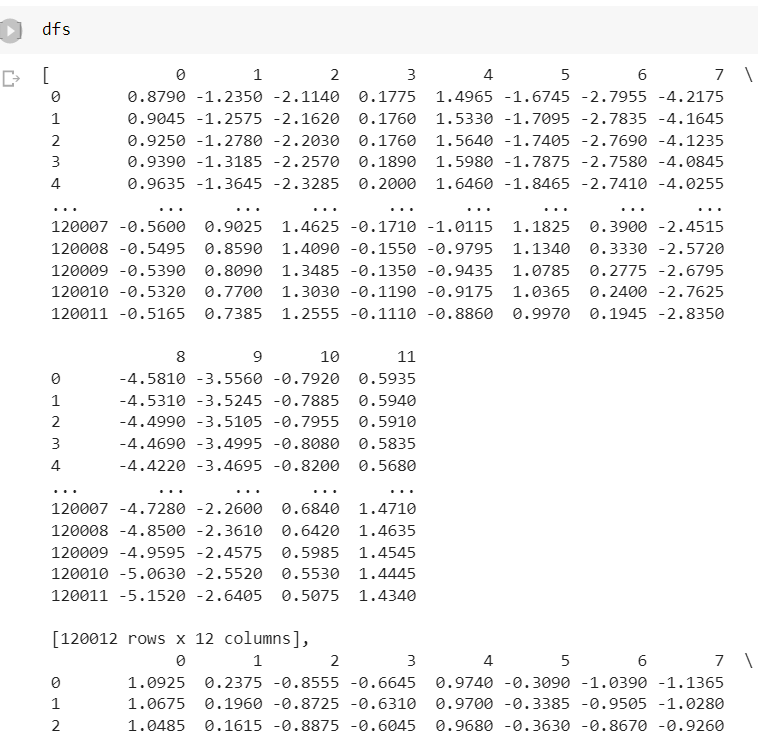 dfs
[ 0 1 2 3 4 5 6 7 \
0 0.8790 -1.2350 -2.1140 0.1775 1.4965 -1.6745 -2.7955 -4.2175
1 0.9045 -1.2575 -2.1620 0.1760 1.5330 -1.7095 -2.7835 -4.1645
2 0.9250 -1.2780 -2.2030 0.1760 1.5640 -1.7405 -2.7690 -4.1235
3 0.9390 -1.3185 -2.2570 0.1890 1.5980 -1.7875 -2.7580 -4.0845
4 0.9635 -1.3645 -2.3285 0.2000 1.6460 -1.8465 -2.7410 -4.0255
... ... ... ... ... ... ... ... ...
120007 -0.5600 0.9025 1.4625 -0.1710 -1.0115 1.1825 0.3900 -2.4515
120008 -0.5495 0.8590 1.4090 -0.1550 -0.9795 1.1340 0.3330 -2.5720
120009 -0.5390 0.8090 1.3485 -0.1350 -0.9435 1.0785 0.2775 -2.6795
120010 -0.5320 0.7700 1.3030 -0.1190 -0.9175 1.0365 0.2400 -2.7625
120011 -0.5165 0.7385 1.2555 -0.1110 -0.8860 0.9970 0.1945 -2.8350
8 9 10 11
0 -4.5810 -3.5560 -0.7920 0.5935
1 -4.5310 -3.5245 -0.7885 0.5940
2 -4.4990 -3.5105 -0.7955 0.5910
3 -4.4690 -3.4995 -0.8080 0.5835
4 -4.4220 -3.4695 -0.8200 0.5680
... ... ... ... ...
120007 -4.7280 -2.2600 0.6840 1.4710
120008 -4.8500 -2.3610 0.6420 1.4635
120009 -4.9595 -2.4575 0.5985 1.4545
120010 -5.0630 -2.5520 0.5530 1.4445
120011 -5.1520 -2.6405 0.5075 1.4340
[120012 rows x 12 columns],
0 1 2 3 4 5 6 7 \
0 1.0925 0.2375 -0.8555 -0.6645 0.9740 -0.3090 -1.0390 -1.1365
1 1.0675 0.1960 -0.8725 -0.6310 0.9700 -0.3385 -0.9505 -1.0280
2 1.0485 0.1615 -0.8875 -0.6045 0.9680 -0.3630 -0.8670 -0.9260